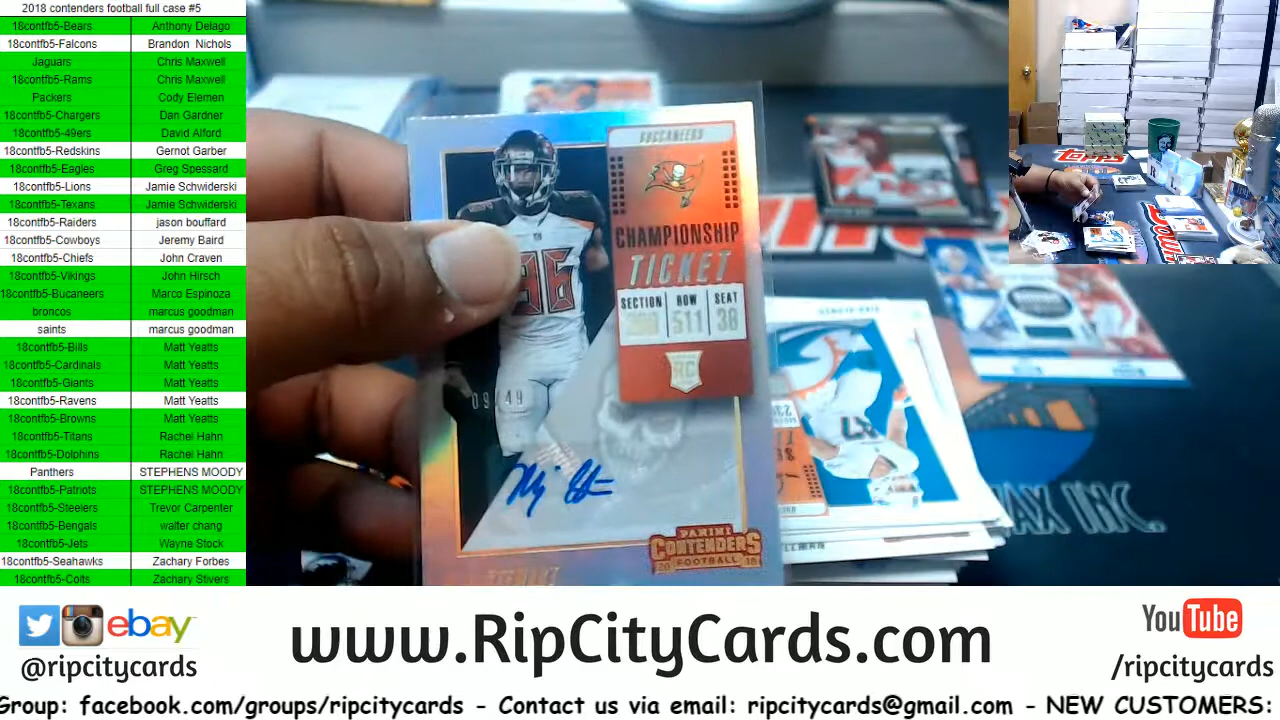 2018 contenders football full case #5
18contfb5-Bears Anthony Delago
18contfb5-Falcons Brandon Nichols
Jaguars Chris Maxwell
18contfb5-Rams Chris Maxwell
Packers Cody Elemen
18contfb5-Chargers Dan Gardner
18contfb5-49ers David Alford
18contfb5-Redskins Gernot Garber
18contfb5-Eagles Greg Spessard
18contfb5-Lions Jamie Schwiderski
18contfb5-Texans Jamie Schwiderski
18contfb5-Raiders jason bouffard
18contfb5-Cowboys Jeremy Baird
18contfb5-Chiefs John Craven
18contfb5-Vikings John Hirsch
18contfb5-Bucaneers Marco Espinoza
broncos marcus goodman
saints marcus goodman
18contfb5-Bills Matt Yeatts
18contfb5-Cardinals Matt Yeatts
18contfb5-Giants Matt Yeatts
18contfb5-Ravens Matt Yeatts
18contfb5-Browns Matt Yeatts
18contfb5-Titans Rachel Hahn
18contfb5-Dolphins Rachel Hahn
Panthers STEPHENS MOODY
18contfb5-Patriots STEPHENS MOODY
18contfb5-Steelers Trevor Carpenter
18contfb5-Bengals walter chang
18contfb5-Jets Wayne Stock
18contfb5-Seahawks Zachary Forbes
18contfb5-Colts Zachary Stivers
BUCCANEERS
CHAMPIONSHIP
TICKET
SECTION ROW SEAT
511 38
RC
96
09/49
PANINI
CONTENDERS
FOOTBALL
topps
ebay
@ripcitycards
www.RipCityCards.com
YouTube
/ripcitycards
Group: facebook.com/groups/ripcitycards - Contact us via email: ripcitycards@gmail.com - NEW CUSTOMERS: